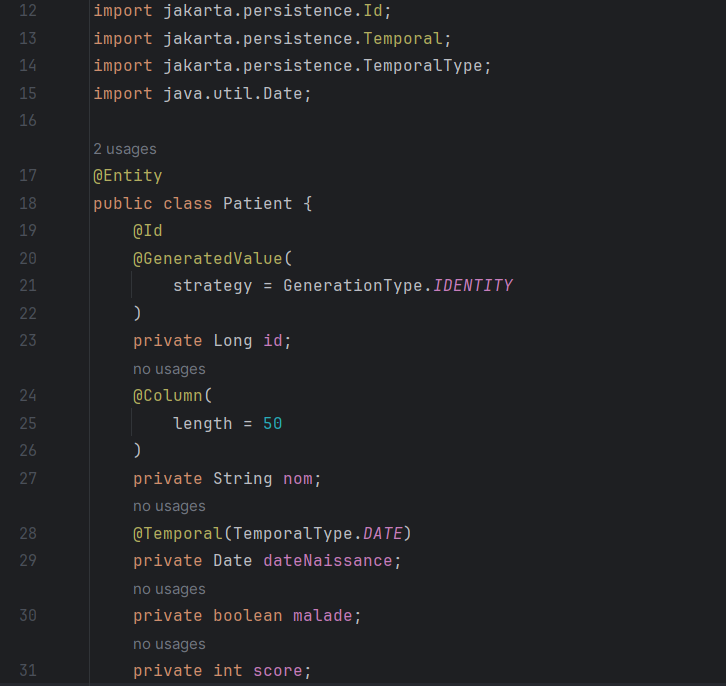 12 import jakarta.persistence.Id;
13 import jakarta.persistence.Temporal;
14 import jakarta.persistence.TemporalType;
15 import java.util.Date;
16
2 usages
17 @Entity
18 public class Patient {
19 @Id
20 @GeneratedValue(
21 strategy = GenerationType.IDENTITY
22 )
23 private Long id;
no usages
24 @Column(
25 length = 50
26 )
27 private String nom;
no usages
28 @Temporal(TemporalType.DATE)
29 private Date dateNaissance;
no usages
30 private boolean malade;
no usages
31 private int score;